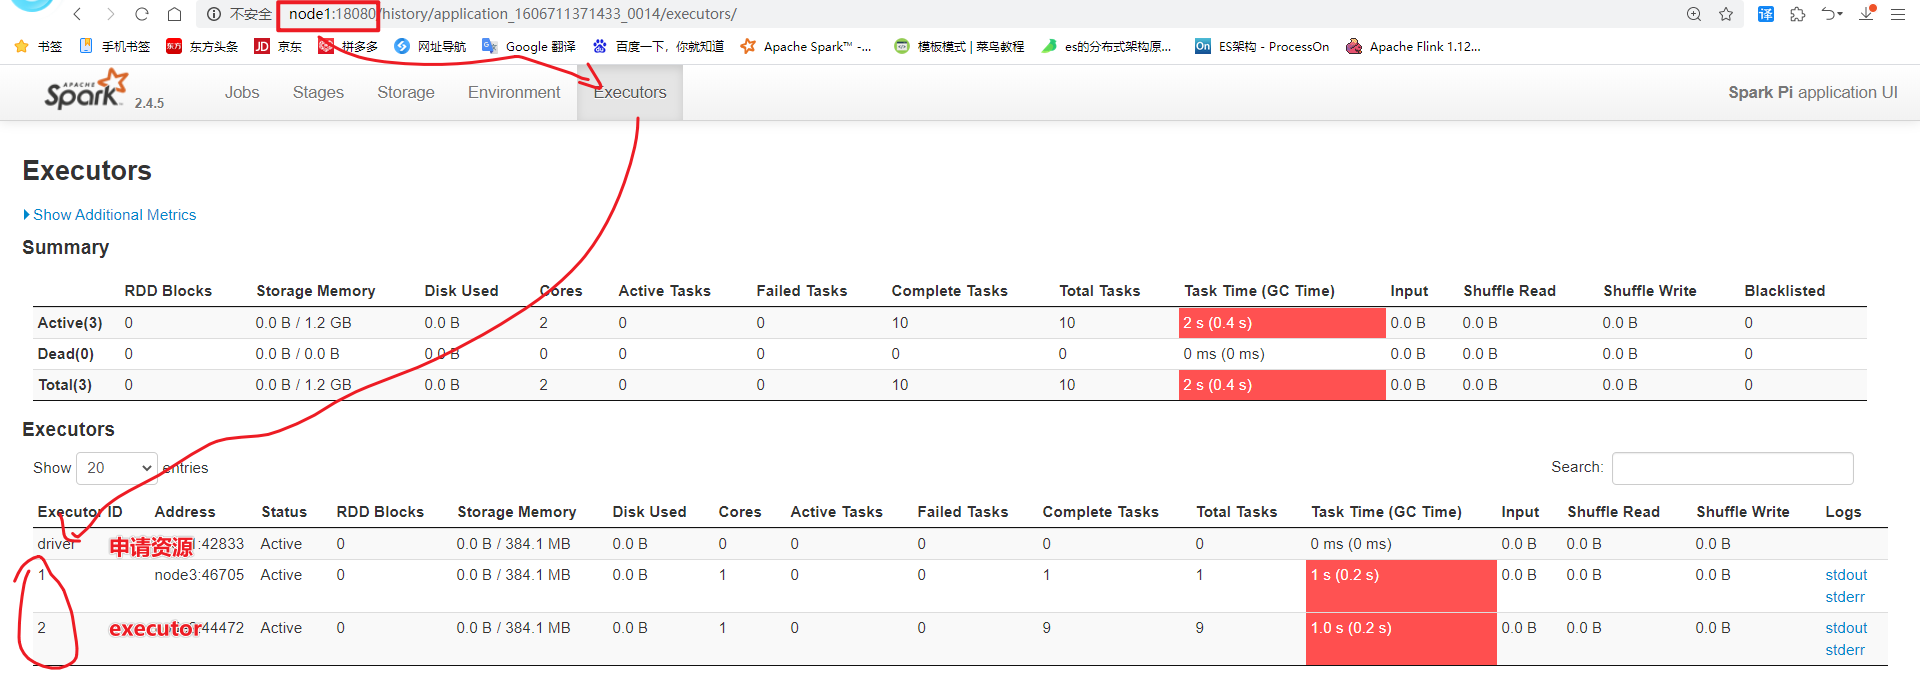 不安全 node1:18080/history/application_1606711371433_0014/executors/ 译
书签 手机书签 东方头条 京东 拼多多 网址导航 Google 翻译 百度一下，你就知道 Apache Spark™ -... 模板模式 | 菜鸟教程 es的分布式架构原... ES架构 - ProcessOn Apache Flink 1.12...
APACHE Spark 2.4.5 Jobs Stages Storage Environment Executors Spark Pi application UI
Executors
Show Additional Metrics
Summary
RDD Blocks Storage Memory Disk Used Cores Active Tasks Failed Tasks Complete Tasks Total Tasks Task Time (GC Time) Input Shuffle Read Shuffle Write Blacklisted
Active(3) 0 0.0 B / 1.2 GB 0.0 B 2 0 0 10 10 2 s (0.4 s) 0.0 B 0.0 B 0.0 B 0
Dead(0) 0 0.0 B / 0.0 B 0.0 B 0 0 0 0 0 0 ms (0 ms) 0.0 B 0.0 B 0.0 B 0
Total(3) 0 0.0 B / 1.2 GB 0.0 B 2 0 0 10 10 2 s (0.4 s) 0.0 B 0.0 B 0.0 B 0
Executors
Show 20 entries Search:
Executor ID Address Status RDD Blocks Storage Memory Disk Used Cores Active Tasks Failed Tasks Complete Tasks Total Tasks Task Time (GC Time) Input Shuffle Read Shuffle Write Logs
driver 申请资源 :42833 Active 0 0.0 B / 384.1 MB 0.0 B 0 0 0 0 0 0 ms (0 ms) 0.0 B 0.0 B 0.0 B
1 node3:46705 Active 0 0.0 B / 384.1 MB 0.0 B 1 0 0 1 1 1 s (0.2 s) 0.0 B 0.0 B 0.0 B stdout
stderr
2 executor :44472 Active 0 0.0 B / 384.1 MB 0.0 B 1 0 0 9 9 1.0 s (0.2 s) 0.0 B 0.0 B 0.0 B stdout
stderr